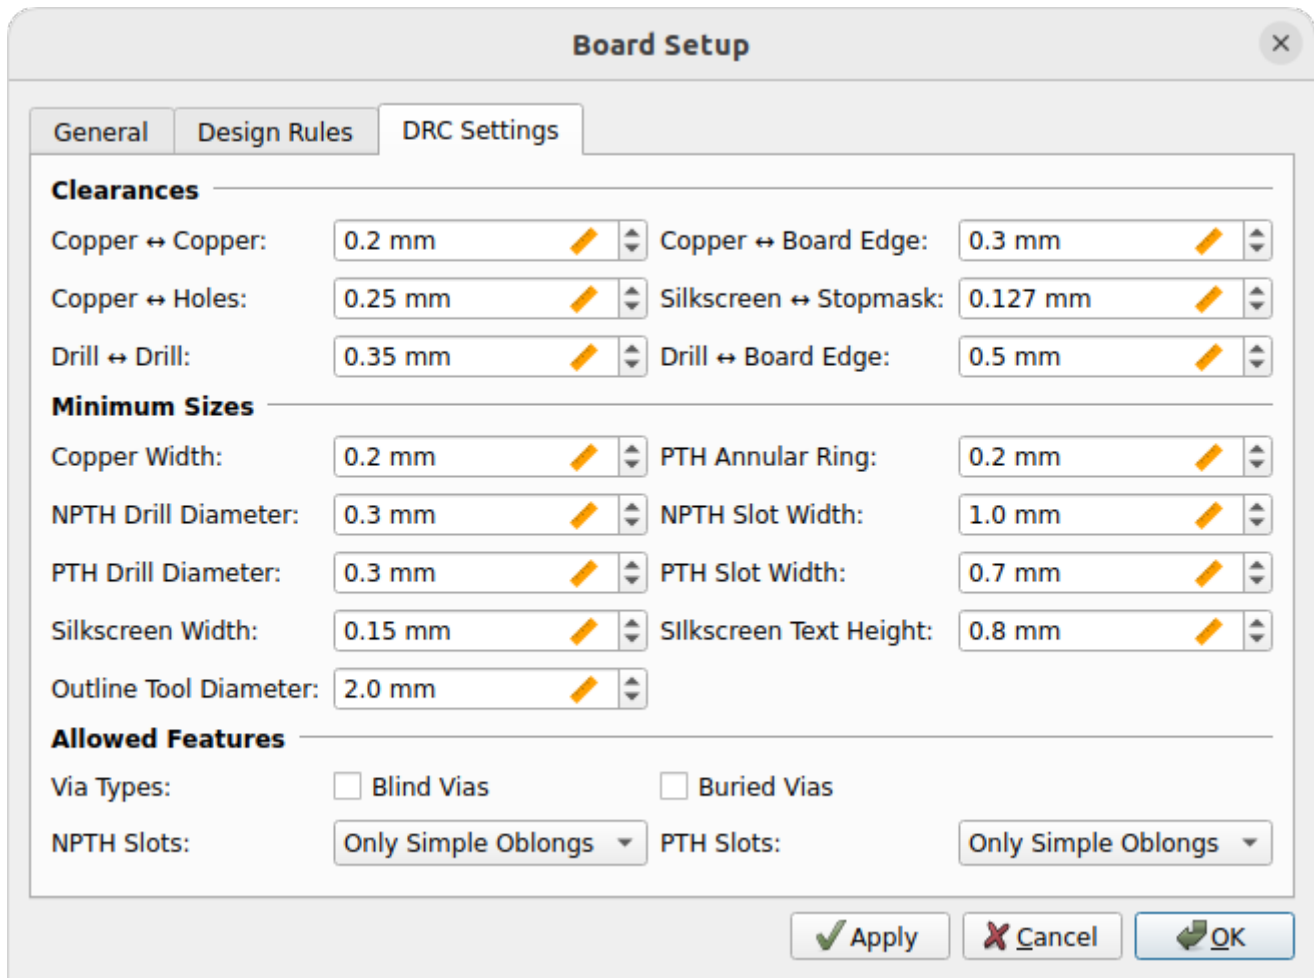 Board Setup
General Design Rules DRC Settings
Clearances
Copper ↔ Copper: 0.2 mm Copper ↔ Board Edge: 0.3 mm
Copper ↔ Holes: 0.25 mm Silkscreen ↔ Stopmask: 0.127 mm
Drill ↔ Drill: 0.35 mm Drill ↔ Board Edge: 0.5 mm
Minimum Sizes
Copper Width: 0.2 mm PTH Annular Ring: 0.2 mm
NPTH Drill Diameter: 0.3 mm NPTH Slot Width: 1.0 mm
PTH Drill Diameter: 0.3 mm PTH Slot Width: 0.7 mm
Silkscreen Width: 0.15 mm SIlkscreen Text Height: 0.8 mm
Outline Tool Diameter: 2.0 mm
Allowed Features
Via Types: Blind Vias Buried Vias
NPTH Slots: Only Simple Oblongs PTH Slots: Only Simple Oblongs
Apply Cancel OK